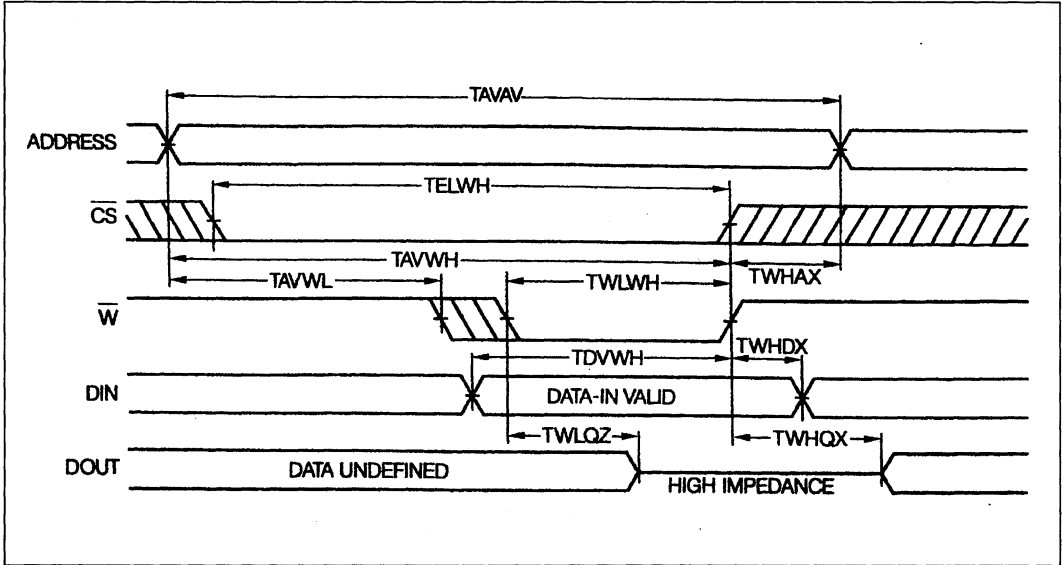 TAVAV
ADDRESS
TELWH
CS
TAVWH
TWHAX
TAVWL
TWLWH
W
TWHDX
TDVWH
DIN
DATA-IN VALID
TWLQZ
TWHQX
DOUT
DATA UNDEFINED
HIGH IMPEDANCE